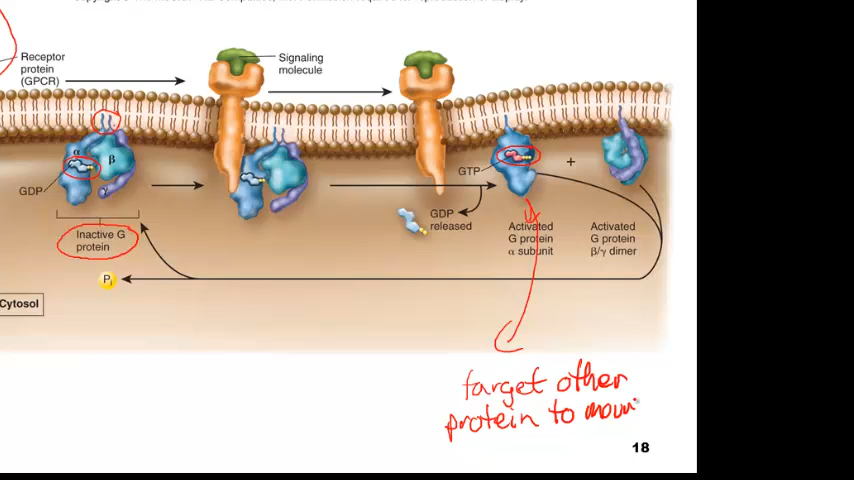 Receptor
protein
(GPCR)
Signaling
molecule
α
β
γ
GDP
GTP
+
Inactive G
protein
GDP
released
Activated
G protein
α subunit
Activated
G protein
β/γ dimer
Pi
Cytosol
target other
protein to
18